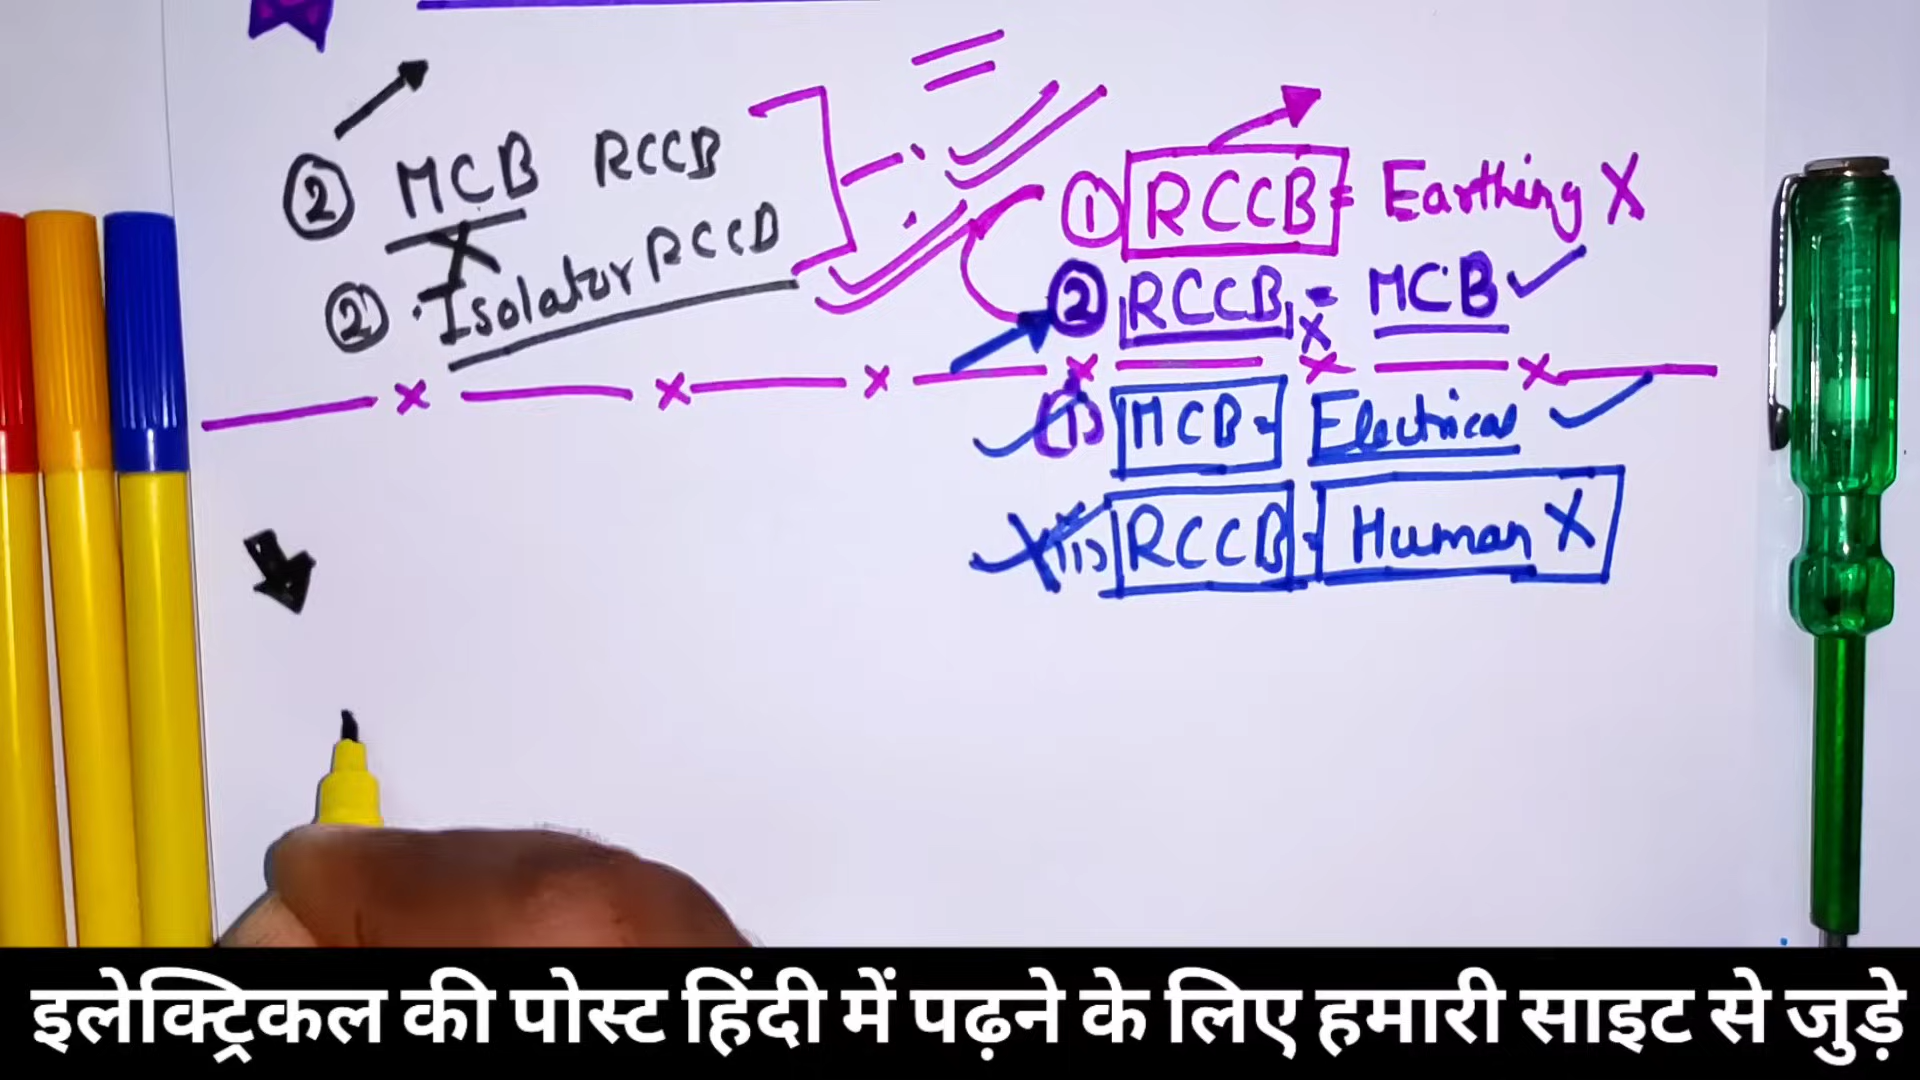 ② MCB RCCB
② Isolator RCCB
① RCCB = Earthing X
② RCCB = MCB ✓
(i) MCB = Electrical ✓
(ii) RCCB = Human X
इलेक्ट्रिकल की पोस्ट हिंदी में पढ़ने के लिए हमारी साइट से जुड़े